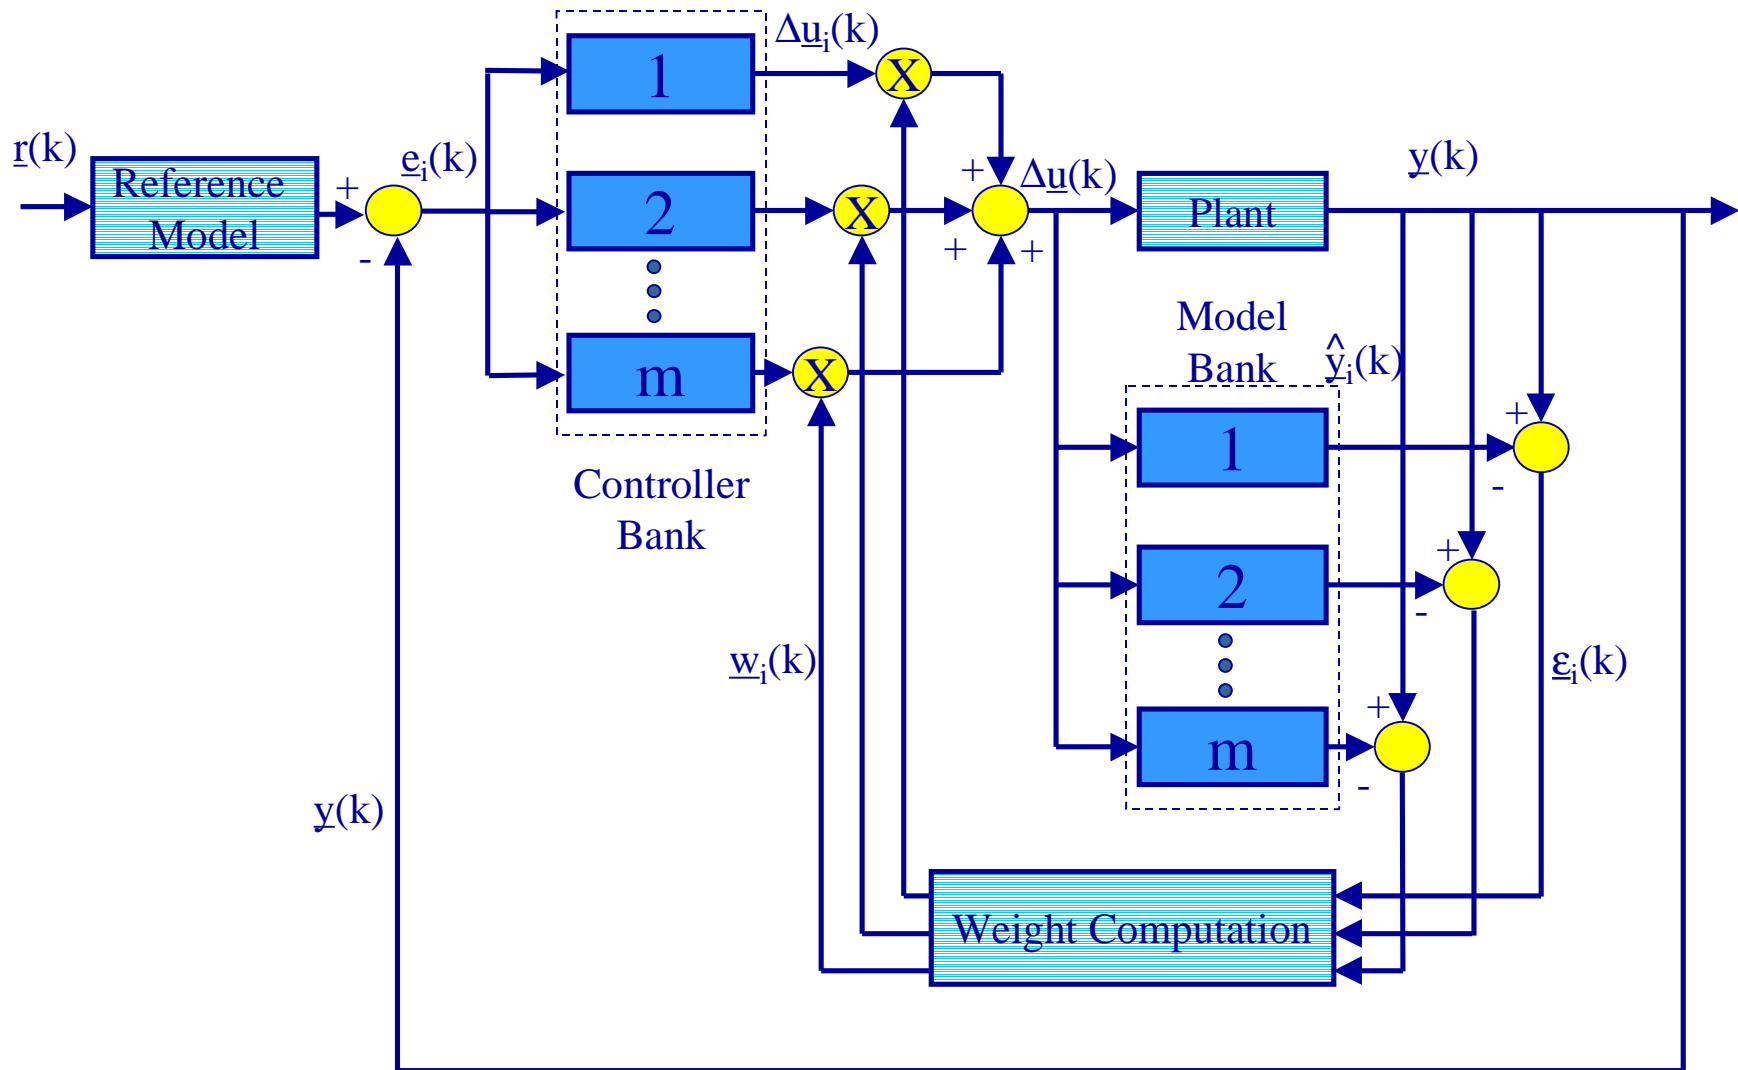 Δu̲ᵢ(k)
1
X
r̲(k)
Reference
Model
+
-
e̲ᵢ(k)
2
X
+
+
+
Δu̲(k)
Plant
y̲(k)
m
X
Controller
Bank
Model
Bank
ŷ̲ᵢ(k)
1
+
-
2
+
-
m
+
-
w̲ᵢ(k)
ε̲ᵢ(k)
y̲(k)
Weight Computation